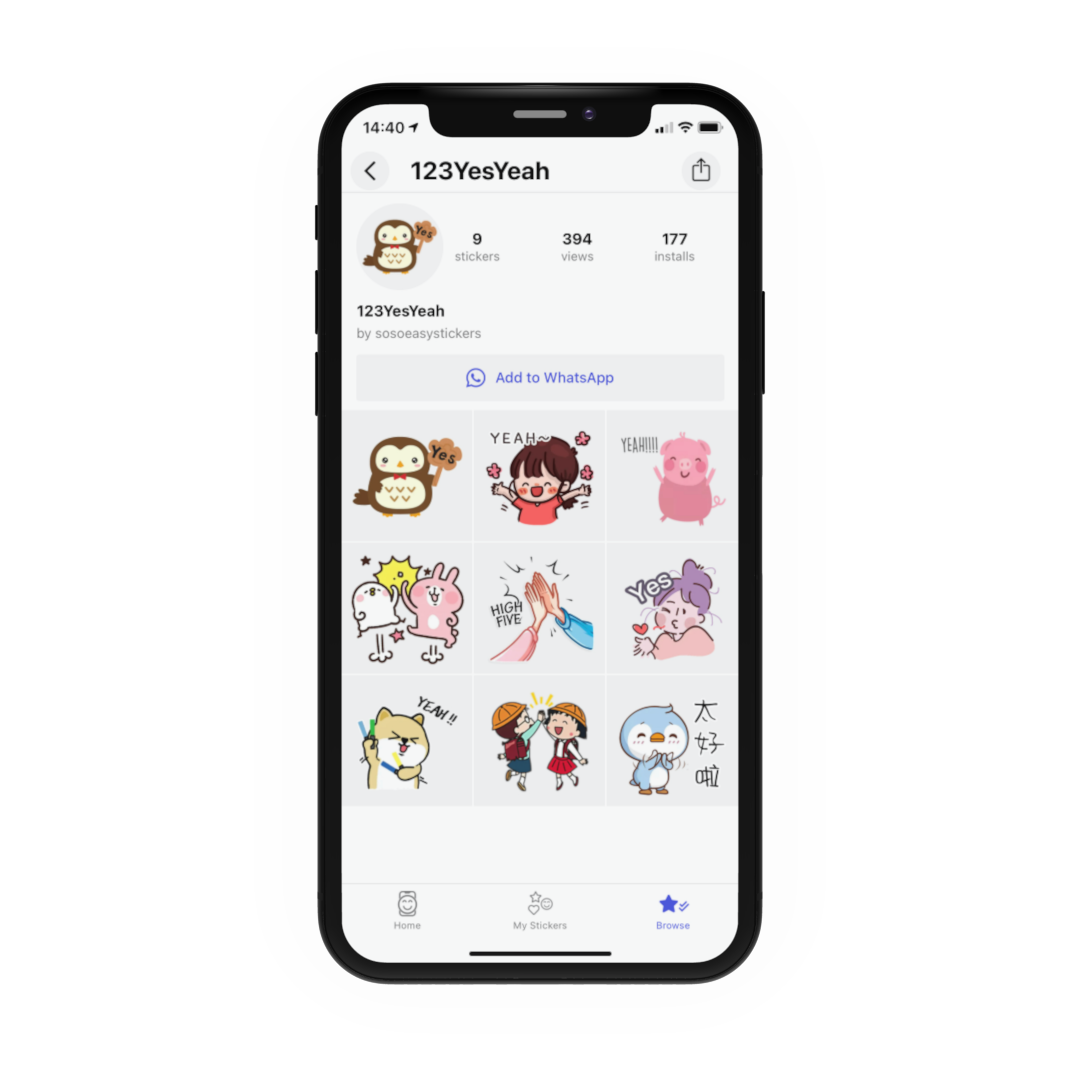 14:40
123YesYeah
Yes
9
394
177
stickers
views
installs
123YesYeah
by sosoeasystickers
Add to WhatsApp
Yes
YEAH~
YEAH!!!!
HIGH
FIVE
Yes
YEAH!!
太
好
啦
Home
My Stickers
Browse